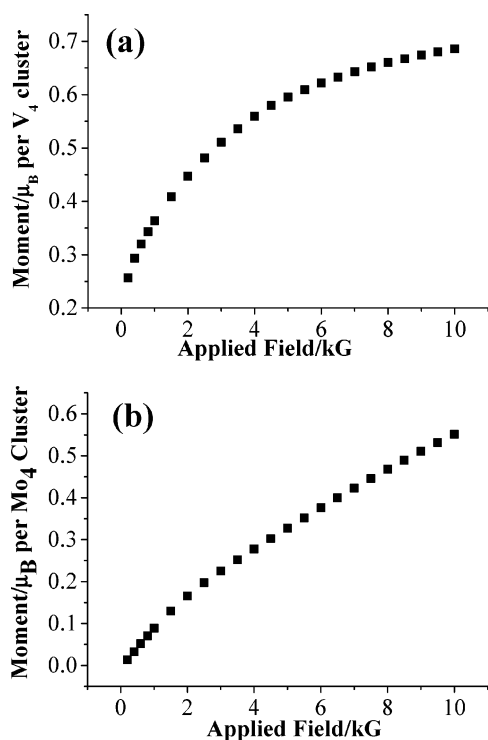 (a)
Moment/μB per V4 cluster
0.7
0.6
0.5
0.4
0.3
0.2
0 2 4 6 8 10
Applied Field/kG
(b)
Moment/μB per Mo4 Cluster
0.6
0.5
0.4
0.3
0.2
0.1
0.0
0 2 4 6 8 10
Applied Field/kG